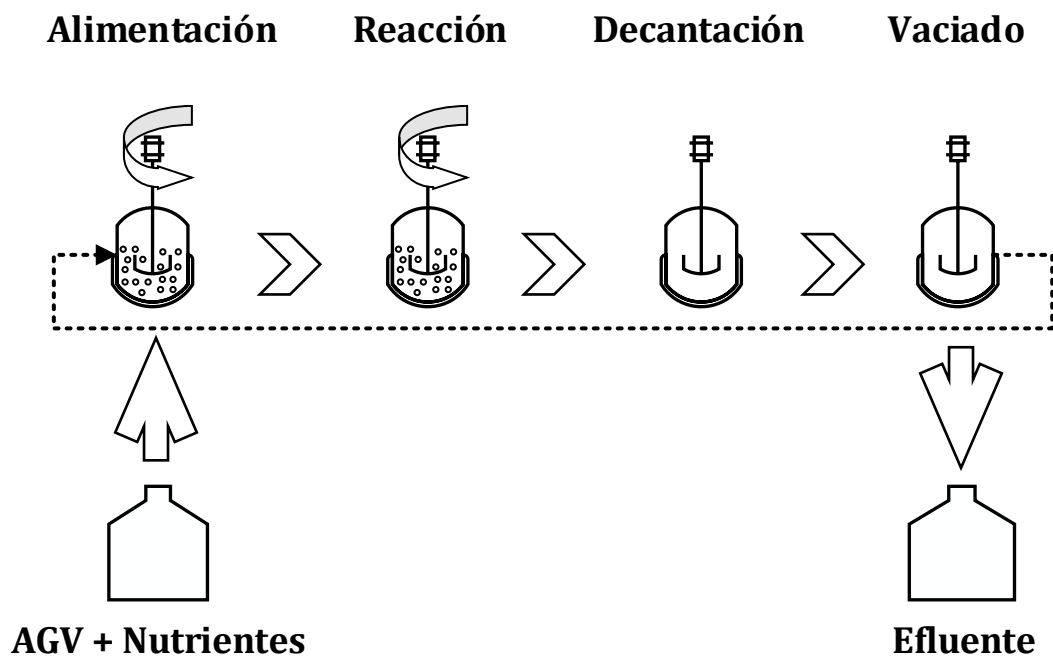 Alimentación
Reacción
Decantación
Vaciado
AGV + Nutrientes
Efluente